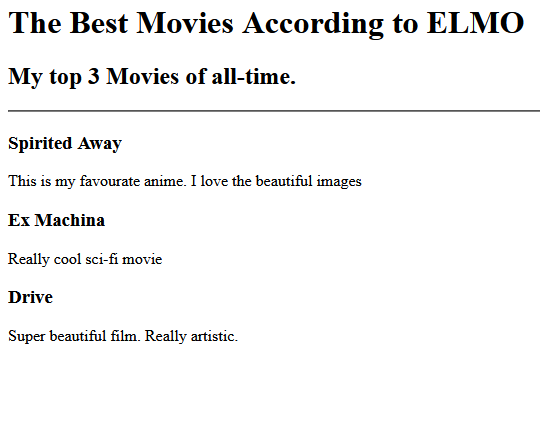 The Best Movies According to ELMO
My top 3 Movies of all-time.
Spirited Away
This is my favourate anime. I love the beautiful images
Ex Machina
Really cool sci-fi movie
Drive
Super beautiful film. Really artistic.